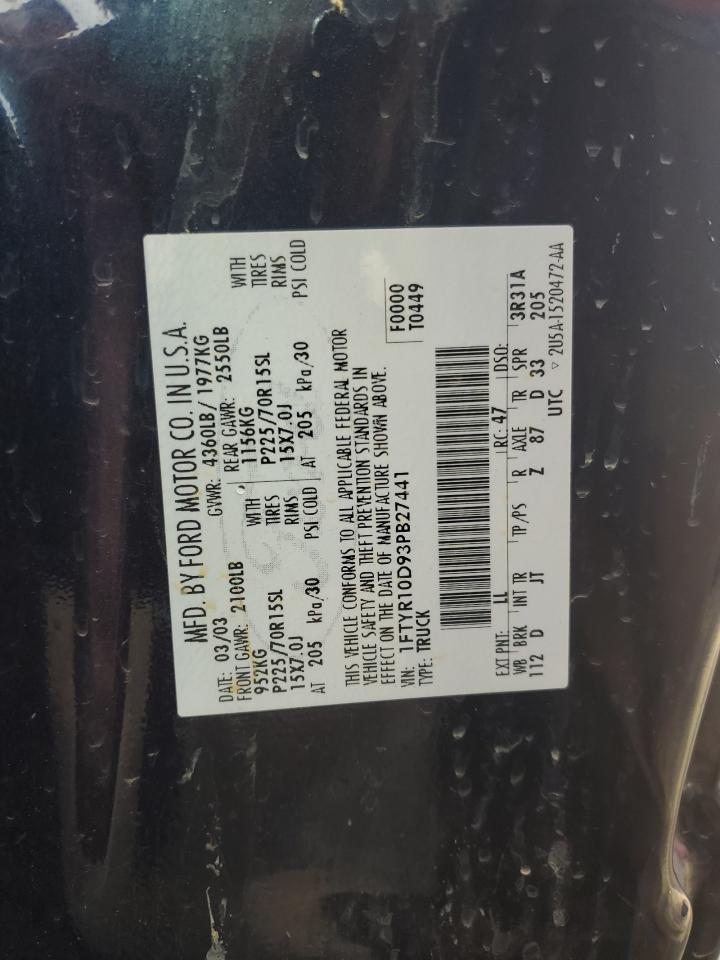 MFD. BY FORD MOTOR CO. IN U.S.A.
DATE: 03/03 GVWR: 4360LB / 1977KG
FRONT GAWR: 2100LB REAR GAWR: 2550LB
952KG WITH 1156KG WITH
P225/70R15SL TIRES P225/70R15SL TIRES
15X7.0J RIMS 15X7.0J RIMS
AT 205 kPa/30 PSI COLD AT 205 kPa/30 PSI COLD
THIS VEHICLE CONFORMS TO ALL APPLICABLE FEDERAL MOTOR
VEHICLE SAFETY AND THEFT PREVENTION STANDARDS IN
EFFECT ON THE DATE OF MANUFACTURE SHOWN ABOVE.
VIN: 1FTYR10D93PB27441 F0000
TYPE: TRUCK T0449
EXT PNT: LL RC: 47 DSO:
WB BRK INT TR TP/PS R AXLE TR SPR 3R31A
112 D JT Z 87 D 33 205
UTC ▽ 2U5A-1520472-AA